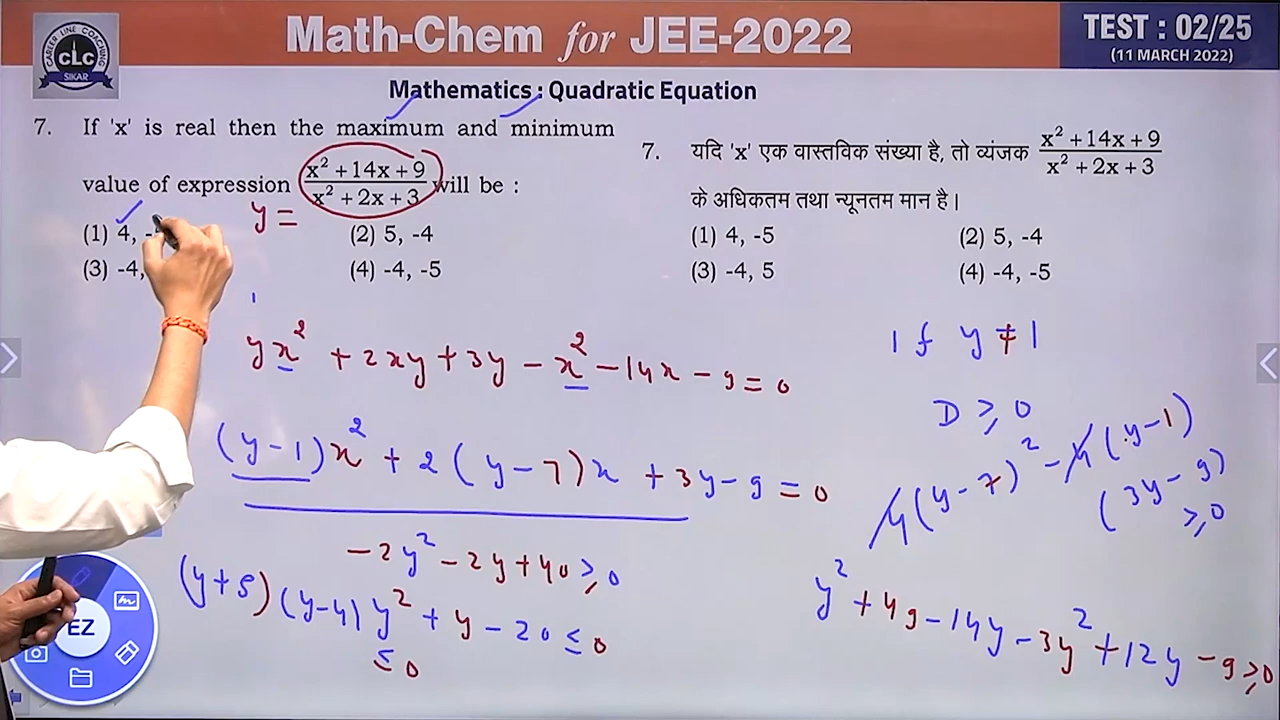 CAREER LINE COACHING
CLC
SIKAR
Math-Chem for JEE-2022
TEST : 02/25
(11 MARCH 2022)
Mathematics : Quadratic Equation
7. If 'x' is real then the maximum and minimum
value of expression (x² +14x + 9)/(x² + 2x + 3) will be :
y =
(1) 4, -
(2) 5, -4
(3) -4,
(4) -4, -5
7. यदि 'x' एक वास्तविक संख्या है, तो व्यंजक (x² +14x + 9)/(x² + 2x + 3)
के अधिकतम तथा न्यूनतम मान है।
(1) 4, -5
(2) 5, -4
(3) -4, 5
(4) -4, -5
yx² + 2xy + 3y - x² - 14x - 9 = 0
(y-1)x² + 2(y-7)x + 3y-9 = 0
-2y² - 2y + 40 ≥ 0
(y+5)(y-4) y² + y - 20 ≤ 0
≤ 0
If y ≠ 1
D ≥ 0
4(y-7)² - 4(y-1)
(3y-9)
≥ 0
y² + 49 - 14y - 3y² + 12y - 9 ≥ 0
EZ